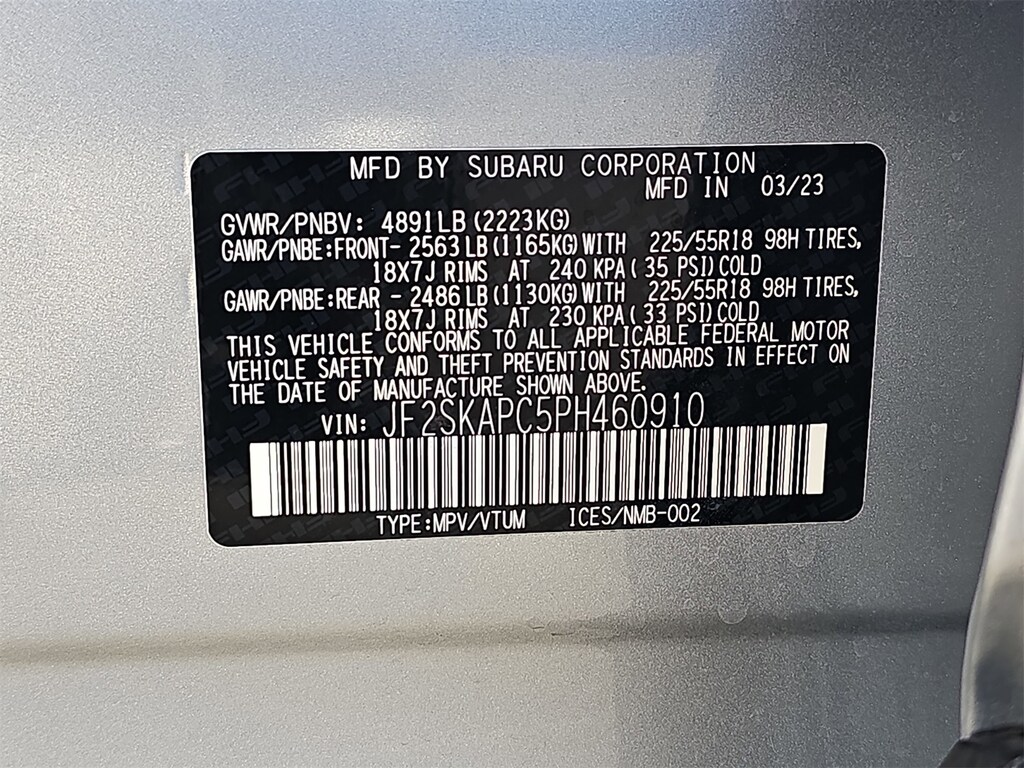 MFD BY SUBARU CORPORATION
MFD IN 03/23
GVWR/PNBV: 4891LB (2223KG)
GAWR/PNBE:FRONT- 2563 LB (1165KG) WITH 225/55R18 98H TIRES,
18X7J RIMS AT 240 KPA ( 35 PSI) COLD
GAWR/PNBE:REAR - 2486 LB (1130KG) WITH 225/55R18 98H TIRES,
18X7J RIMS AT 230 KPA ( 33 PSI) COLD
THIS VEHICLE CONFORMS TO ALL APPLICABLE FEDERAL MOTOR
VEHICLE SAFETY AND THEFT PREVENTION STANDARDS IN EFFECT ON
THE DATE OF MANUFACTURE SHOWN ABOVE.
VIN: JF2SKAPC5PH460910
TYPE:MPV/VTUM ICES/NMB-002